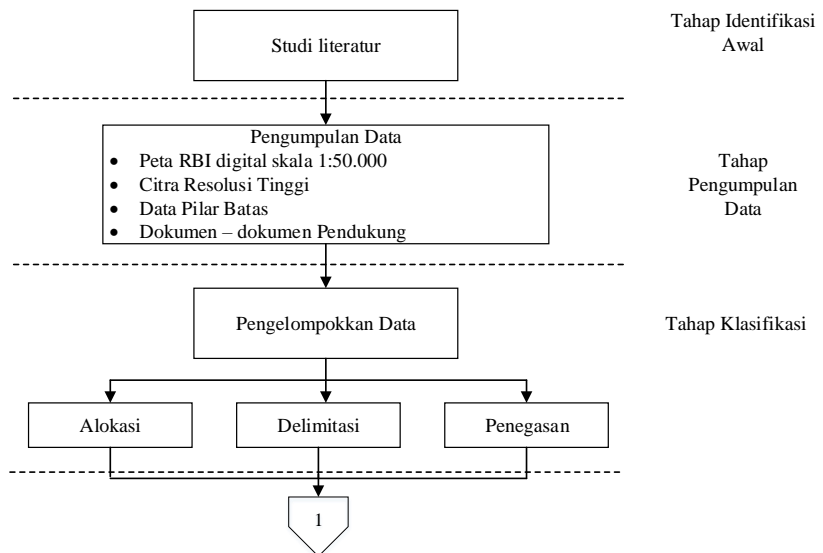 Studi literatur
Tahap Identifikasi
Awal
Pengumpulan Data
• Peta RBI digital skala 1:50.000
• Citra Resolusi Tinggi
• Data Pilar Batas
• Dokumen – dokumen Pendukung
Tahap
Pengumpulan
Data
Pengelompokkan Data
Tahap Klasifikasi
Alokasi
Delimitasi
Penegasan
1